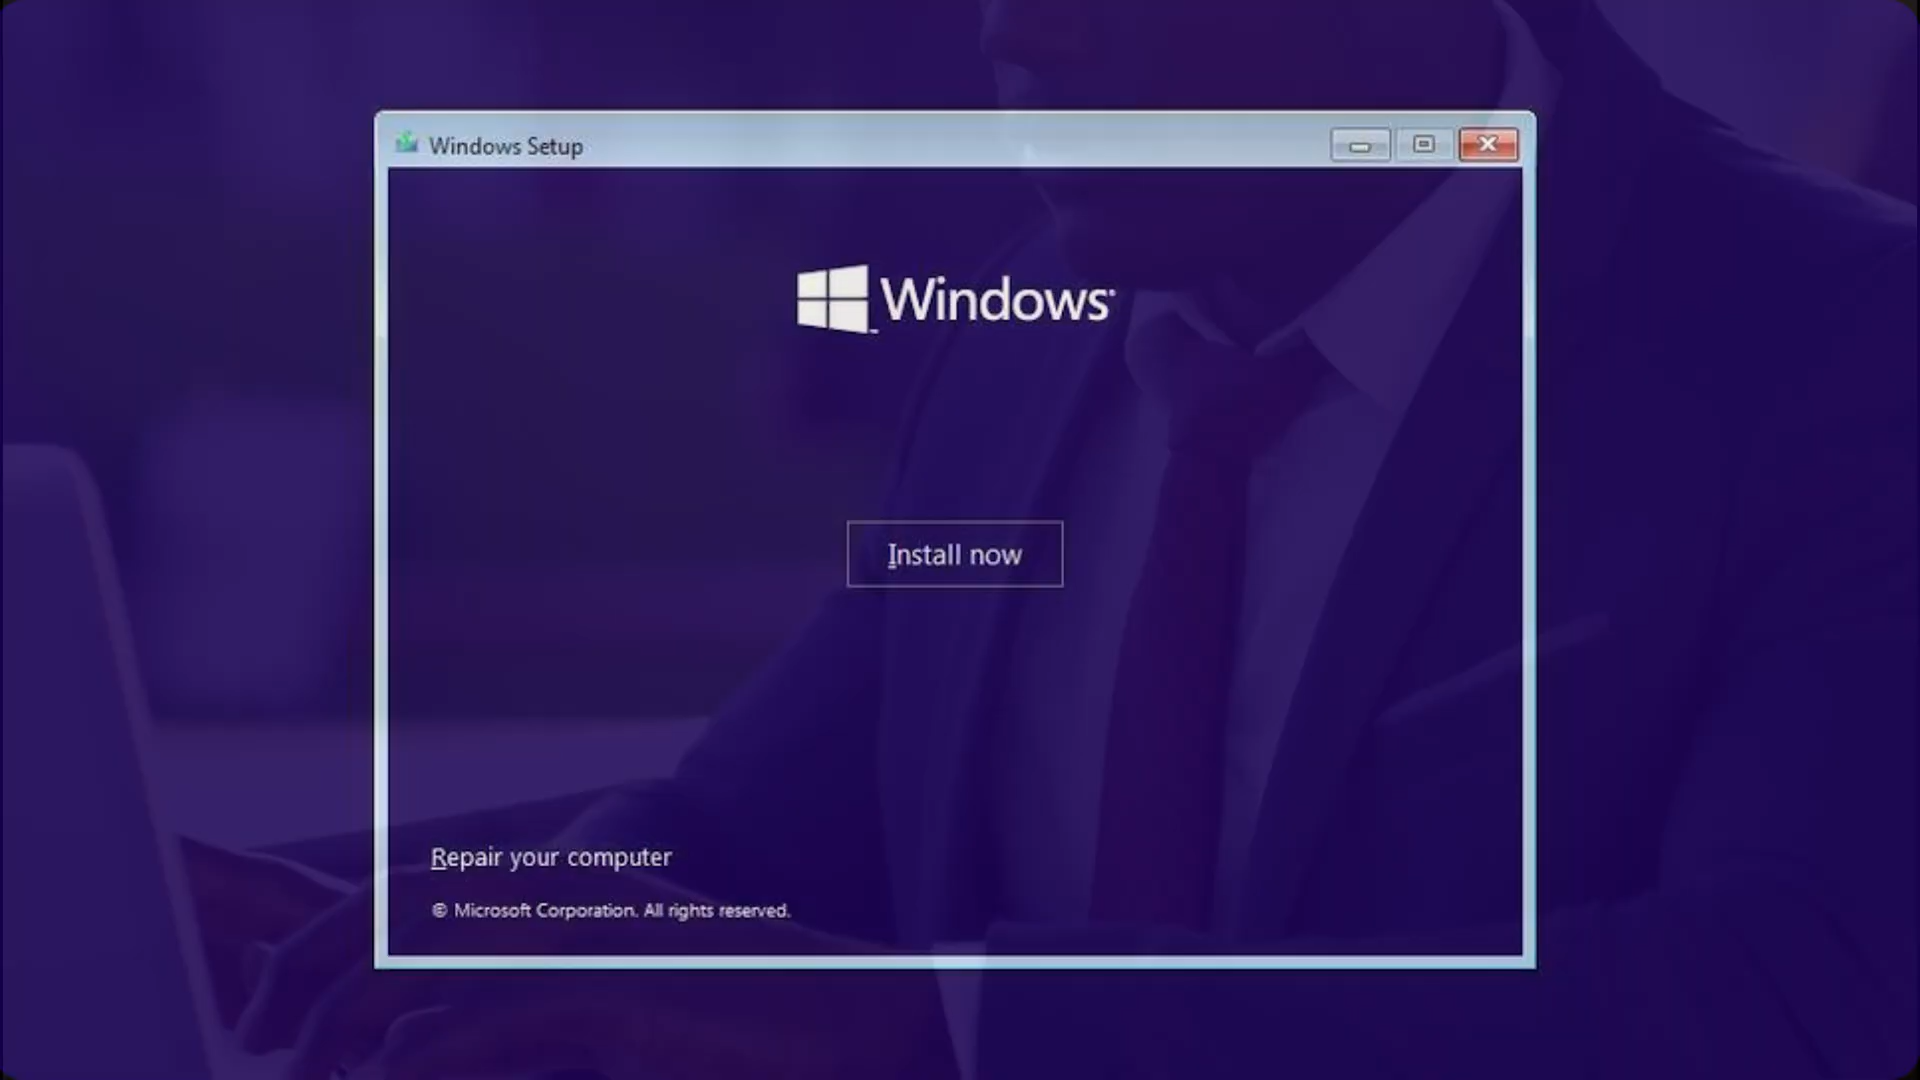 Windows Setup
Windows
Install now
Repair your computer
© Microsoft Corporation. All rights reserved.